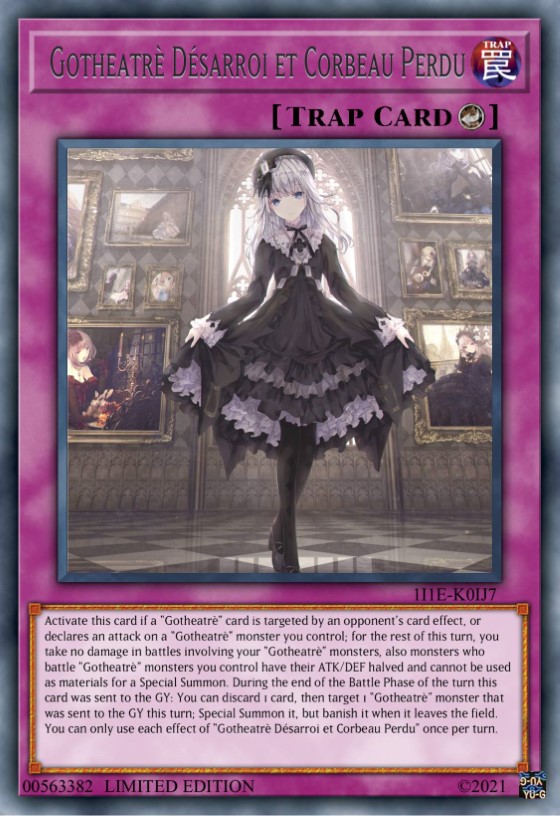 Gotheatrè Désarroi et Corbeau Perdu
TRAP
罠
[Trap Card]
1I1E-K0IJ7
Activate this card if a "Gotheatrè" card is targeted by an opponent's card effect, or
declares an attack on a "Gotheatrè" monster you control; for the rest of this turn, you
take no damage in battles involving your "Gotheatrè" monsters, also monsters who
battle "Gotheatrè" monsters you control have their ATK/DEF halved and cannot be used
as materials for a Special Summon. During the end of the Battle Phase of the turn this
card was sent to the GY: You can discard 1 card, then target 1 "Gotheatrè" monster that
was sent to the GY this turn; Special Summon it, but banish it when it leaves the field.
You can only use each effect of "Gotheatrè Désarroi et Corbeau Perdu" once per turn.
00563382 LIMITED EDITION ©2021